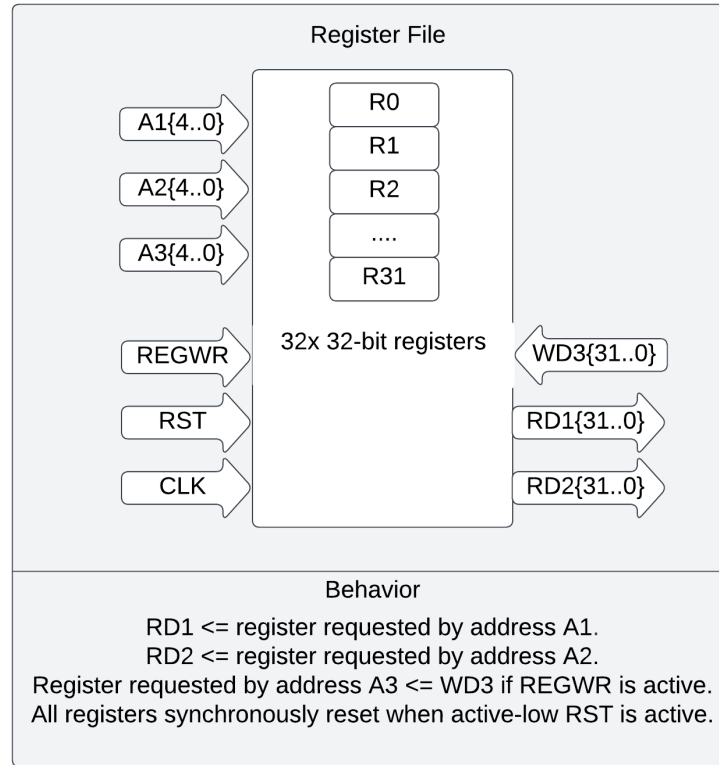 Register File
A1{4..0}
A2{4..0}
A3{4..0}
REGWR
RST
CLK
R0
R1
R2
....
R31
32x 32-bit registers
WD3{31..0}
RD1{31..0}
RD2{31..0}
Behavior
RD1 <= register requested by address A1.
RD2 <= register requested by address A2.
Register requested by address A3 <= WD3 if REGWR is active.
All registers synchronously reset when active-low RST is active.